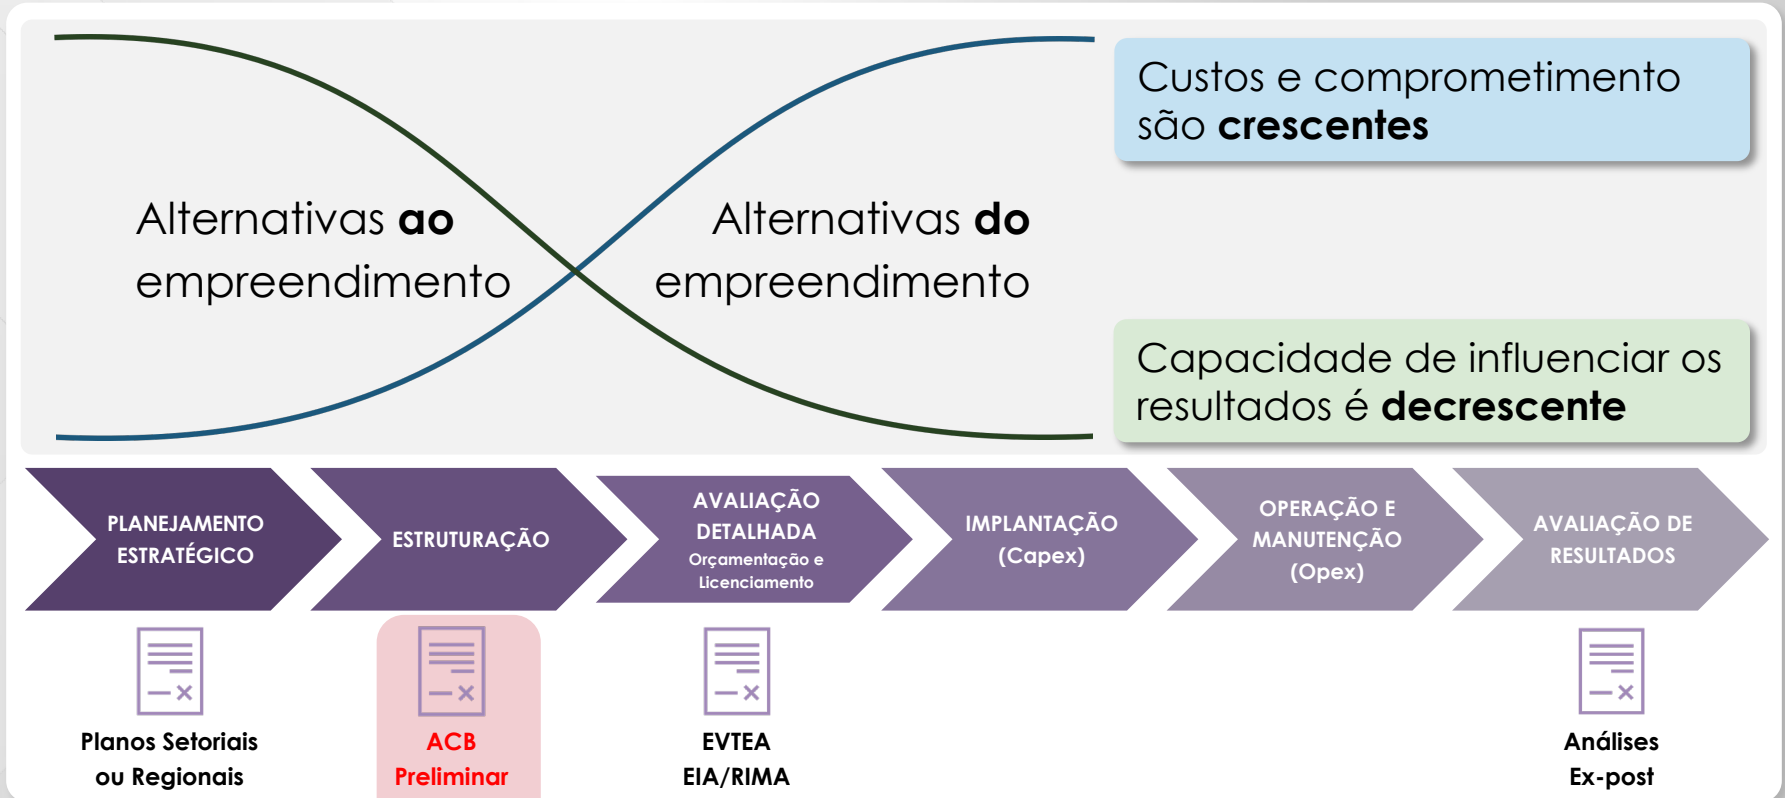 Custos e comprometimento
são crescentes
Alternativas ao
empreendimento
Alternativas do
empreendimento
Capacidade de influenciar os
resultados é decrescente
PLANEJAMENTO
ESTRATÉGICO
ESTRUTURAÇÃO
AVALIAÇÃO
DETALHADA
Orçamentação e
Licenciamento
IMPLANTAÇÃO
(Capex)
OPERAÇÃO E
MANUTENÇÃO
(Opex)
AVALIAÇÃO DE
RESULTADOS
Planos Setoriais
ou Regionais
ACB
Preliminar
EVTEA
EIA/RIMA
Análises
Ex-post